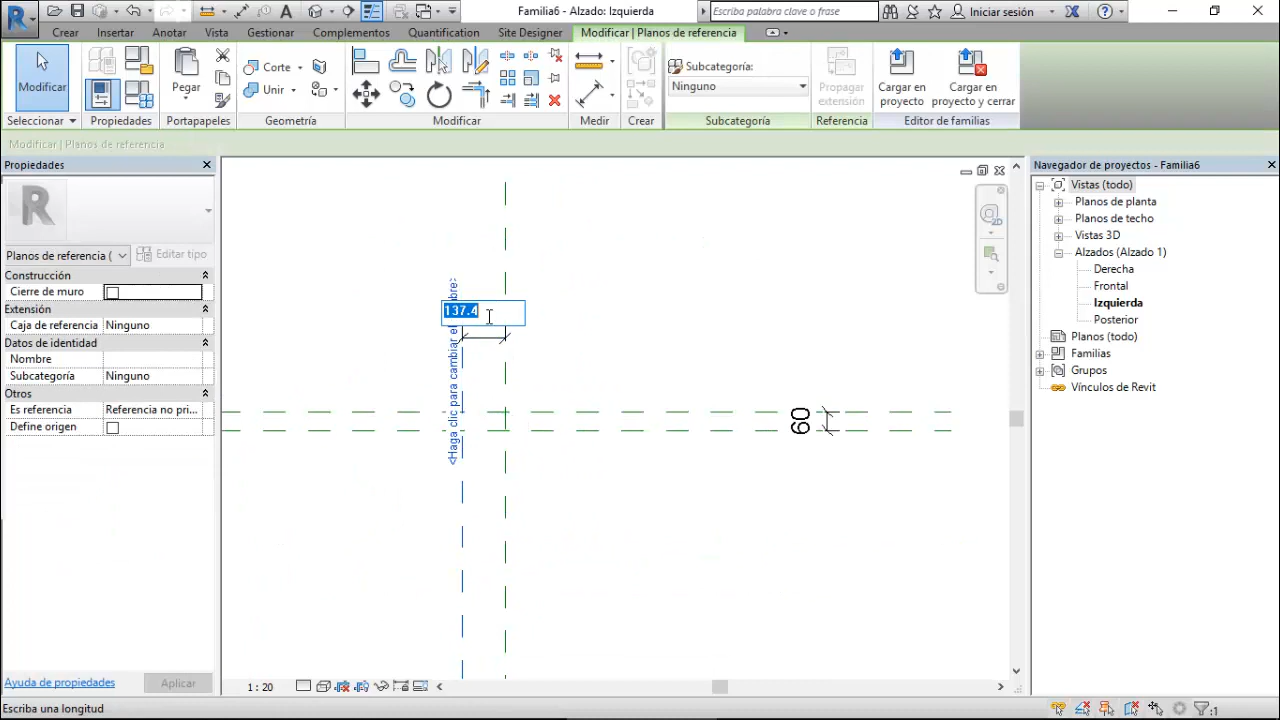 Familia6 - Alzado: Izquierda
Escriba palabra clave o frase
Iniciar sesión
Crear
Insertar
Anotar
Vista
Gestionar
Complementos
Quantification
Site Designer
Modificar | Planos de referencia
Modificar
Pegar
Corte
Unir
Subcategoría:
Ninguno
Propagar
extensión
Cargar en
proyecto
Cargar en
proyecto y cerrar
Seleccionar
Propiedades
Portapapeles
Geometría
Modificar
Medir
Crear
Subcategoría
Referencia
Editor de familias
Modificar | Planos de referencia
Propiedades
Planos de referencia (
Editar tipo
Construcción
Cierre de muro
Extensión
Caja de referencia Ninguno
Datos de identidad
Nombre
Subcategoría Ninguno
Otros
Es referencia Referencia no pri...
Define origen
Ayuda de propiedades
Aplicar
137.4
60
1 : 20
Navegador de proyectos - Familia6
Vistas (todo)
Planos de planta
Planos de techo
Vistas 3D
Alzados (Alzado 1)
Derecha
Frontal
Izquierda
Posterior
Planos (todo)
Familias
Grupos
Vínculos de Revit
Escriba una longitud
:1